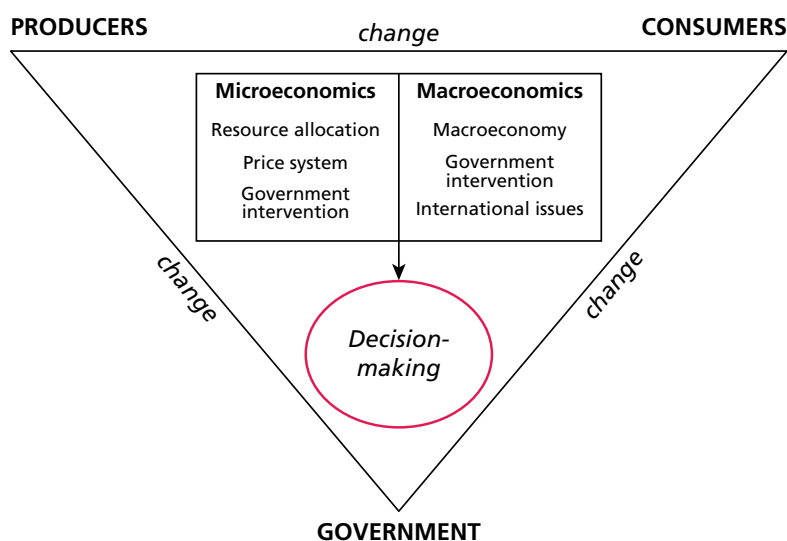 PRODUCERS
change
CONSUMERS
Microeconomics
Resource allocation
Price system
Government
intervention
Macroeconomics
Macroeconomy
Government
intervention
International issues
change
change
Decision-
making
GOVERNMENT